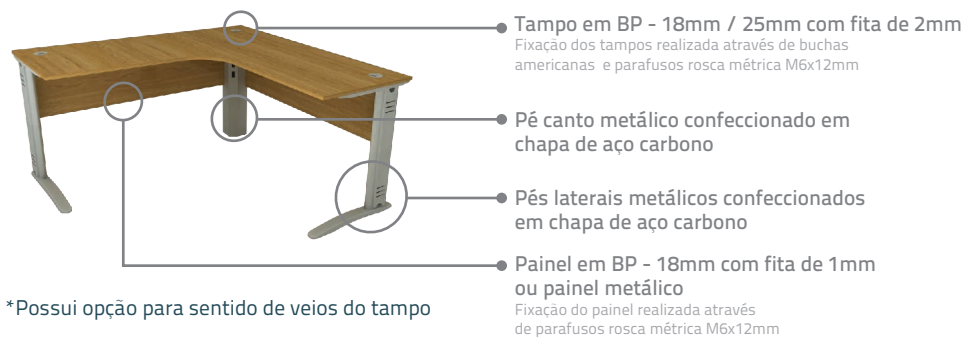 Tampo em BP - 18mm / 25mm com fita de 2mm
Fixação dos tampos realizada através de buchas
americanas e parafusos rosca métrica M6x12mm
Pé canto metálico confeccionado em
chapa de aço carbono
Pés laterais metálicos confeccionados
em chapa de aço carbono
Painel em BP - 18mm com fita de 1mm
ou painel metálico
Fixação do painel realizada através
de parafusos rosca métrica M6x12mm
*Possui opção para sentido de veios do tampo